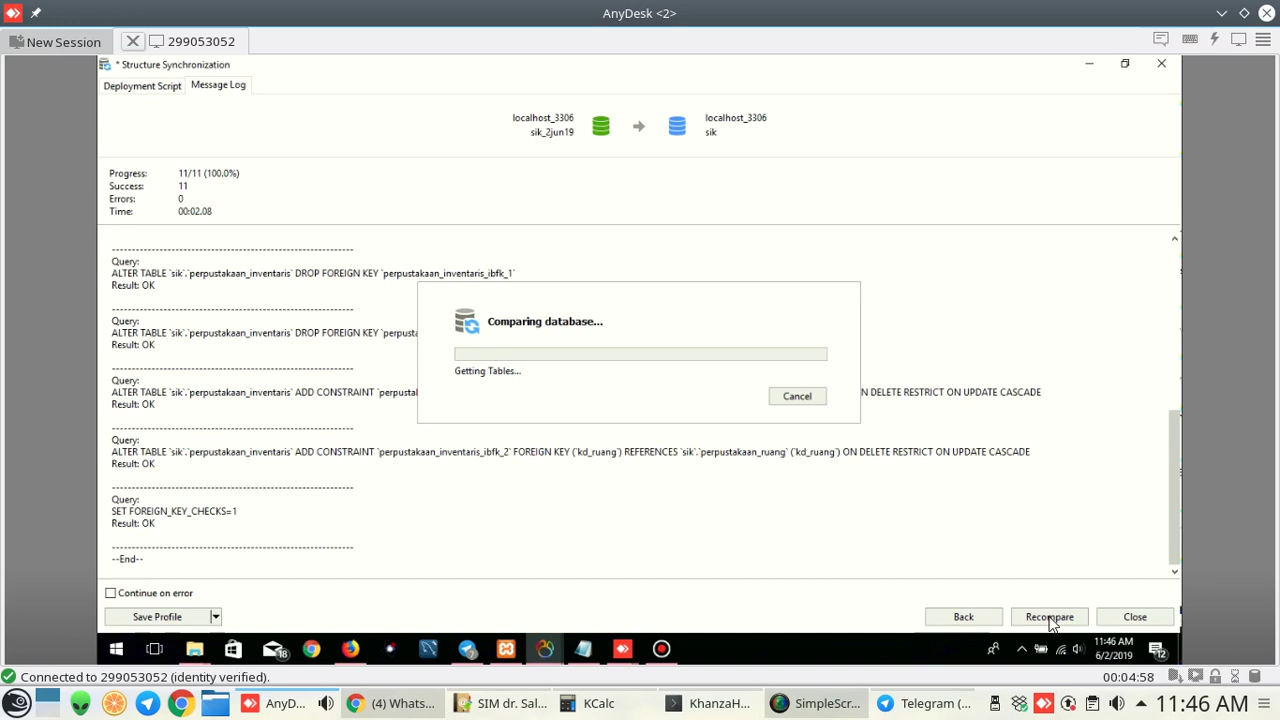 AnyDesk <2>
New Session
299053052
* Structure Synchronization
Deployment Script
Message Log
localhost_3306
sik_2jun19
localhost_3306
sik
Progress: 11/11 (100.0%)
Success: 11
Errors: 0
Time: 00:02.08
----------------------------------------------------------
Query:
ALTER TABLE `sik`.`perpustakaan_inventaris` DROP FOREIGN KEY `perpustakaan_inventaris_ibfk_1`
Result: OK
----------------------------------------------------------
Query:
ALTER TABLE `sik`.`perpustakaan_inventaris` DROP FOREIGN KEY `perpusta
Result: OK
----------------------------------------------------------
Query:
ALTER TABLE `sik`.`perpustakaan_inventaris` ADD CONSTRAINT `perpustak
N DELETE RESTRICT ON UPDATE CASCADE
Result: OK
----------------------------------------------------------
Query:
ALTER TABLE `sik`.`perpustakaan_inventaris` ADD CONSTRAINT `perpustakaan_inventaris_ibfk_2` FOREIGN KEY (`kd_ruang`) REFERENCES `sik`.`perpustakaan_ruang` (`kd_ruang`) ON DELETE RESTRICT ON UPDATE CASCADE
Result: OK
----------------------------------------------------------
Query:
SET FOREIGN_KEY_CHECKS=1
Result: OK
----------------------------------------------------------
--End--
Comparing database...
Getting Tables...
Cancel
Continue on error
Save Profile
Back
Recompare
Close
18
11:46 AM
6/2/2019
12
Connected to 299053052 (identity verified).
00:04:58
AnyD...
(4) Whats...
SIM dr. Sal...
KCalc
KhanzaH...
SimpleScr...
Telegram (...
11:46 AM